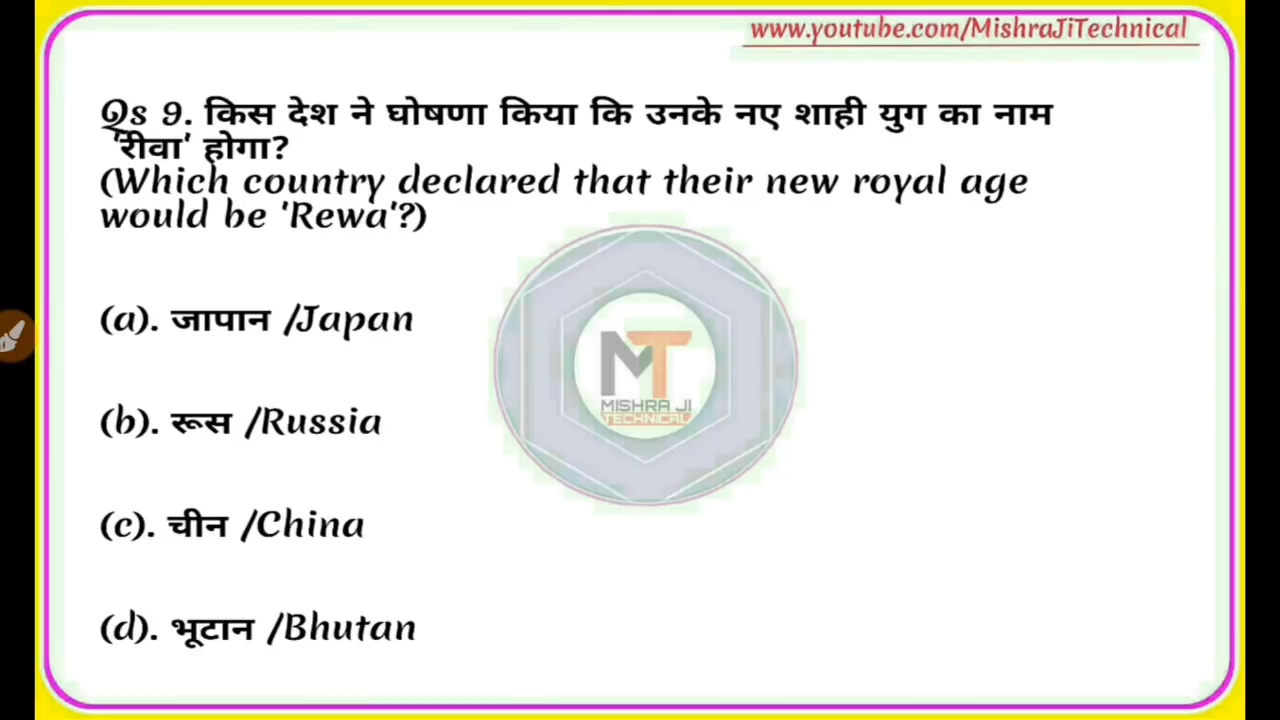 www.youtube.com/MishraJiTechnical
Qs 9. किस देश ने घोषणा किया कि उनके नए शाही युग का नाम
'रीवा' होगा?
(Which country declared that their new royal age
would be 'Rewa'?)
(a). जापान /Japan
MT
MISHRA JI
TECHNICAL
(b). रूस /Russia
(c). चीन /China
(d). भूटान /Bhutan